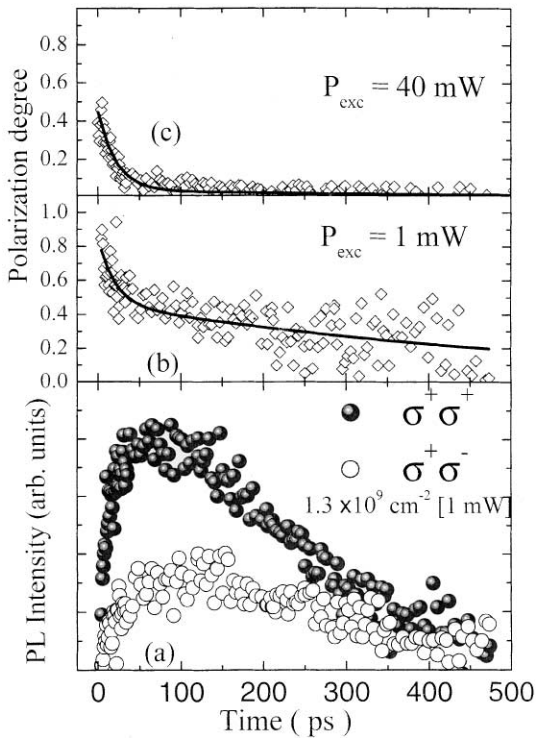 0.8
0.6
0.4
0.2
P_exc = 40 mW
(c)
Polarization degree
1.0
0.8
0.6
0.4
0.2
0.0
P_exc = 1 mW
(b)
PL Intensity (arb. units)
σ⁺σ⁺
σ⁺σ⁻
1.3 ×10⁹ cm⁻² [1 mW]
(a)
0 100 200 300 400 500
Time ( ps )